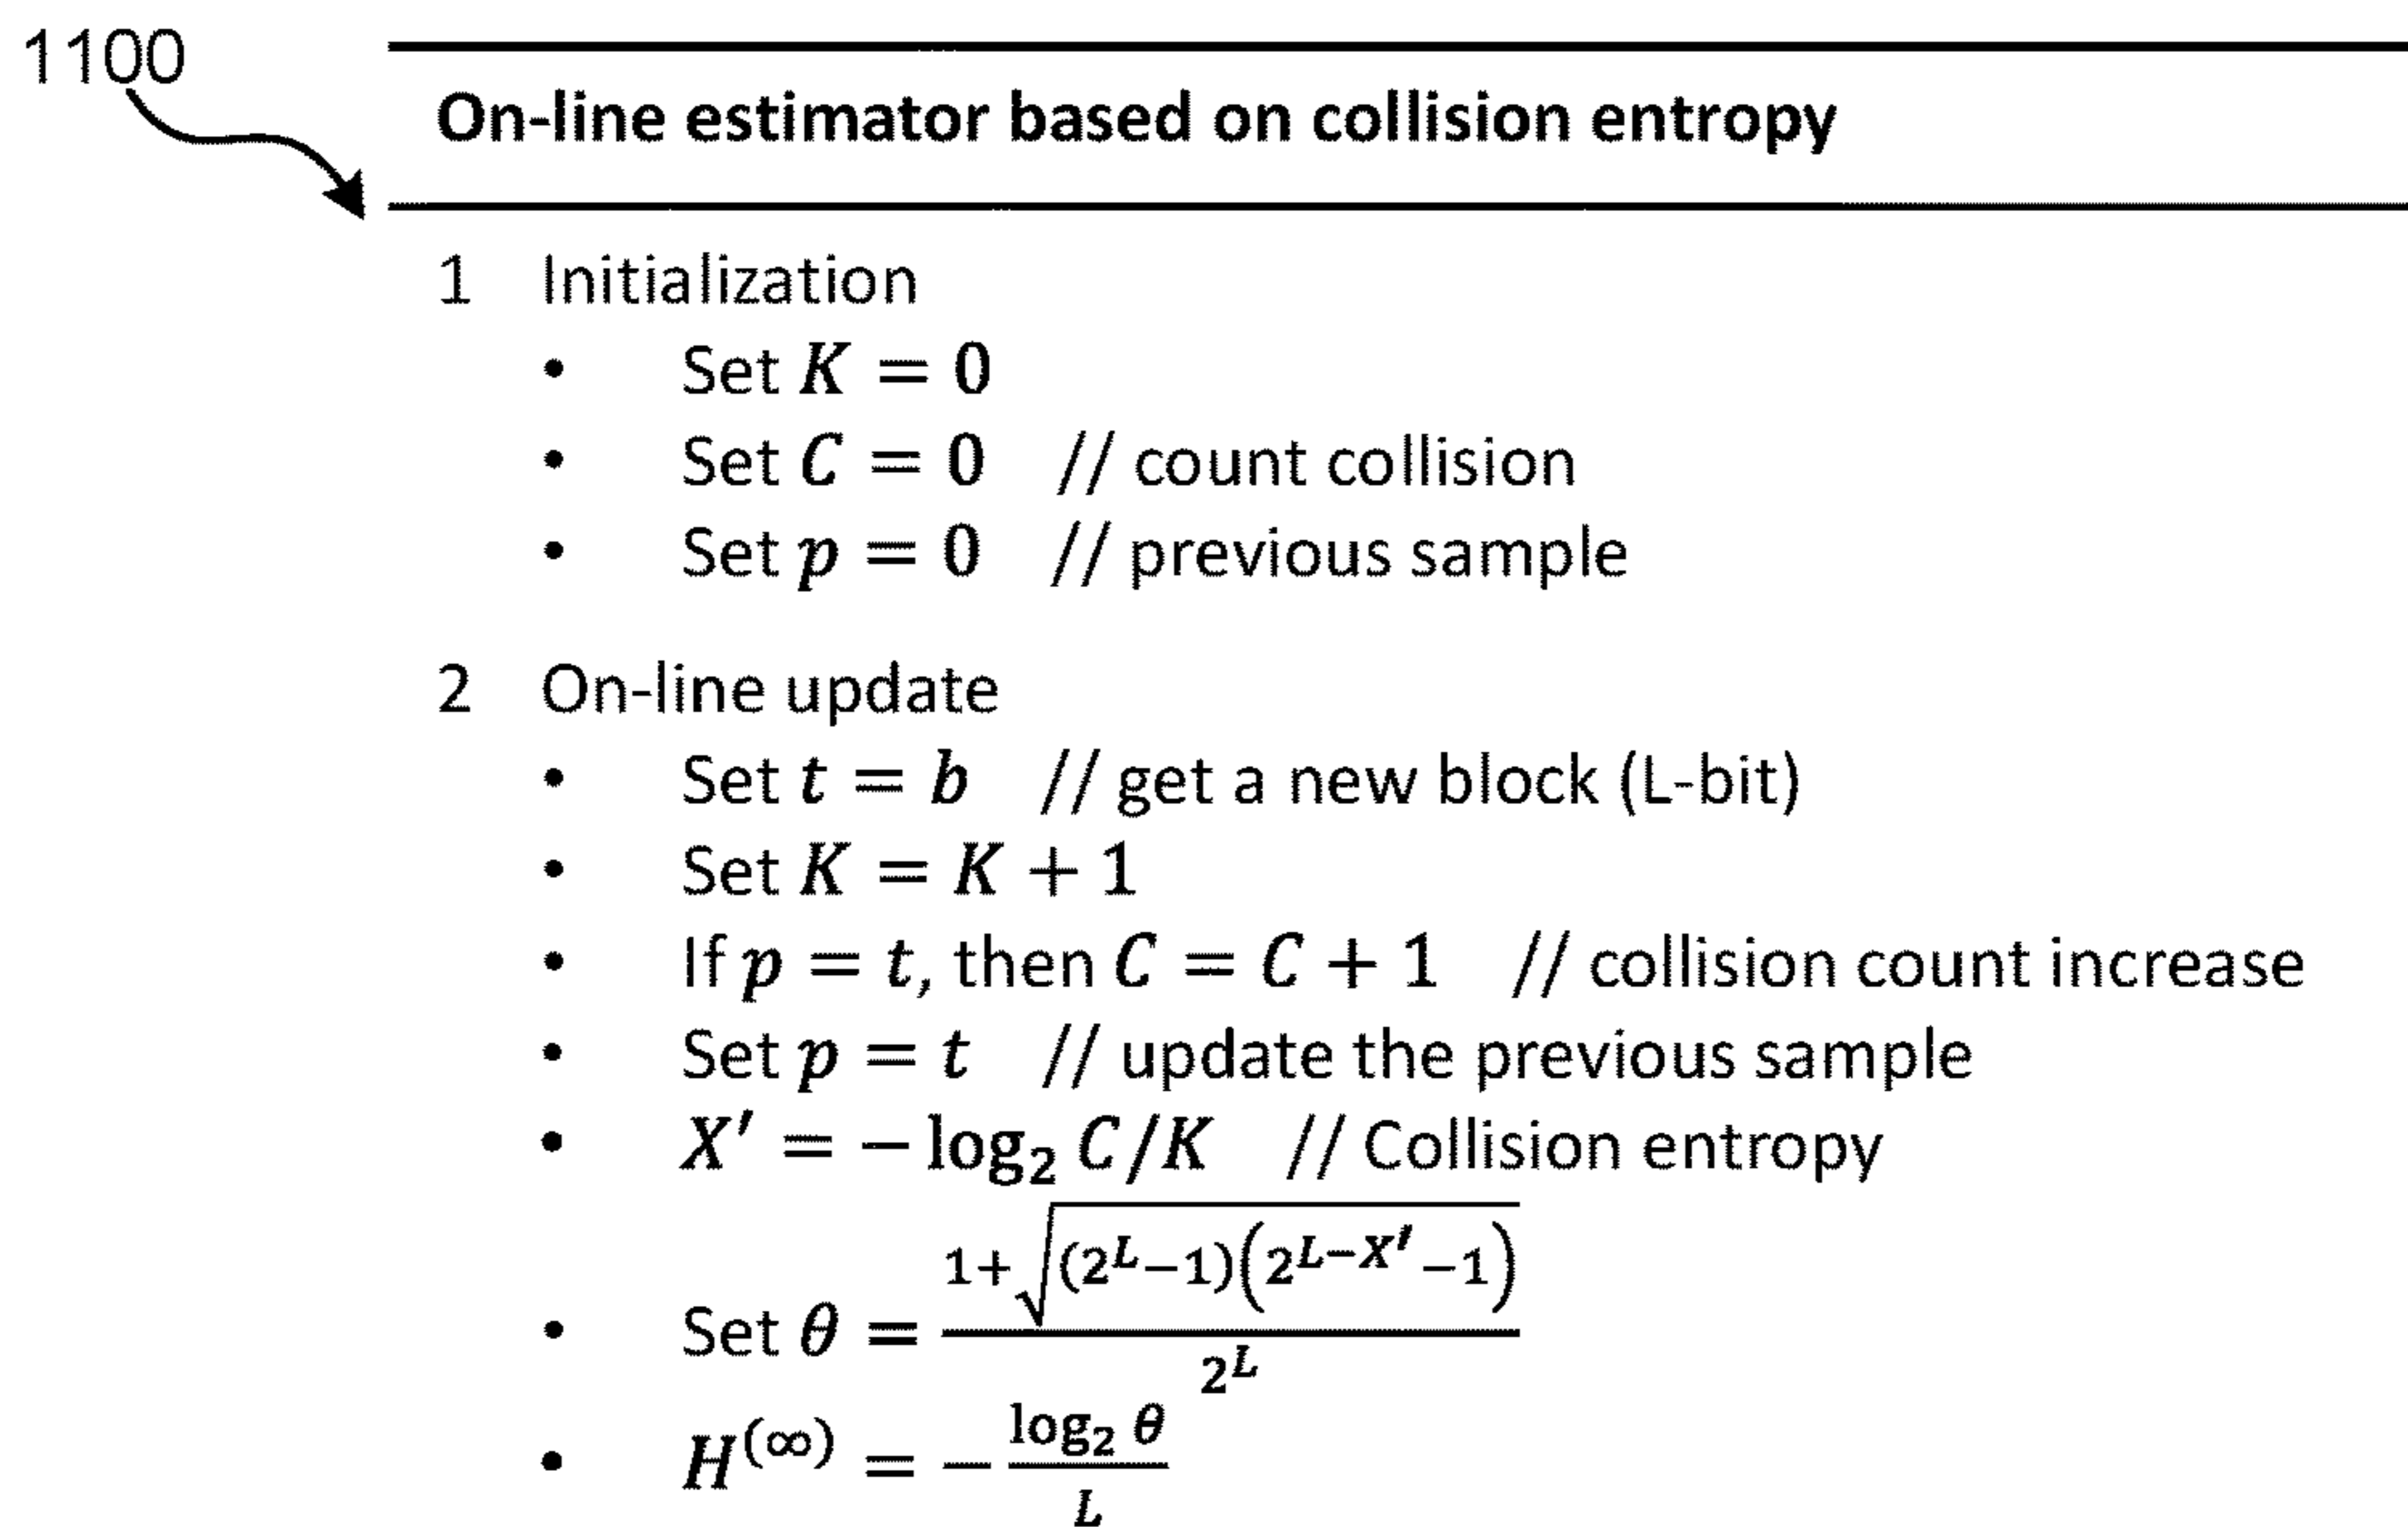 1100
On-line estimator based on collision entropy
1 Initialization
• Set K = 0
• Set C = 0 // count collision
• Set p = 0 // previous sample
2 On-line update
• Set t = b // get a new block (L-bit)
• Set K = K + 1
• If p = t, then C = C + 1 // collision count increase
• Set p = t // update the previous sample
• X′ = − log₂ C/K // Collision entropy
• Set θ = (1+√((2^L−1)(2^(L−X′)−1)))/2^L
• H^(∞) = − (log₂ θ)/L